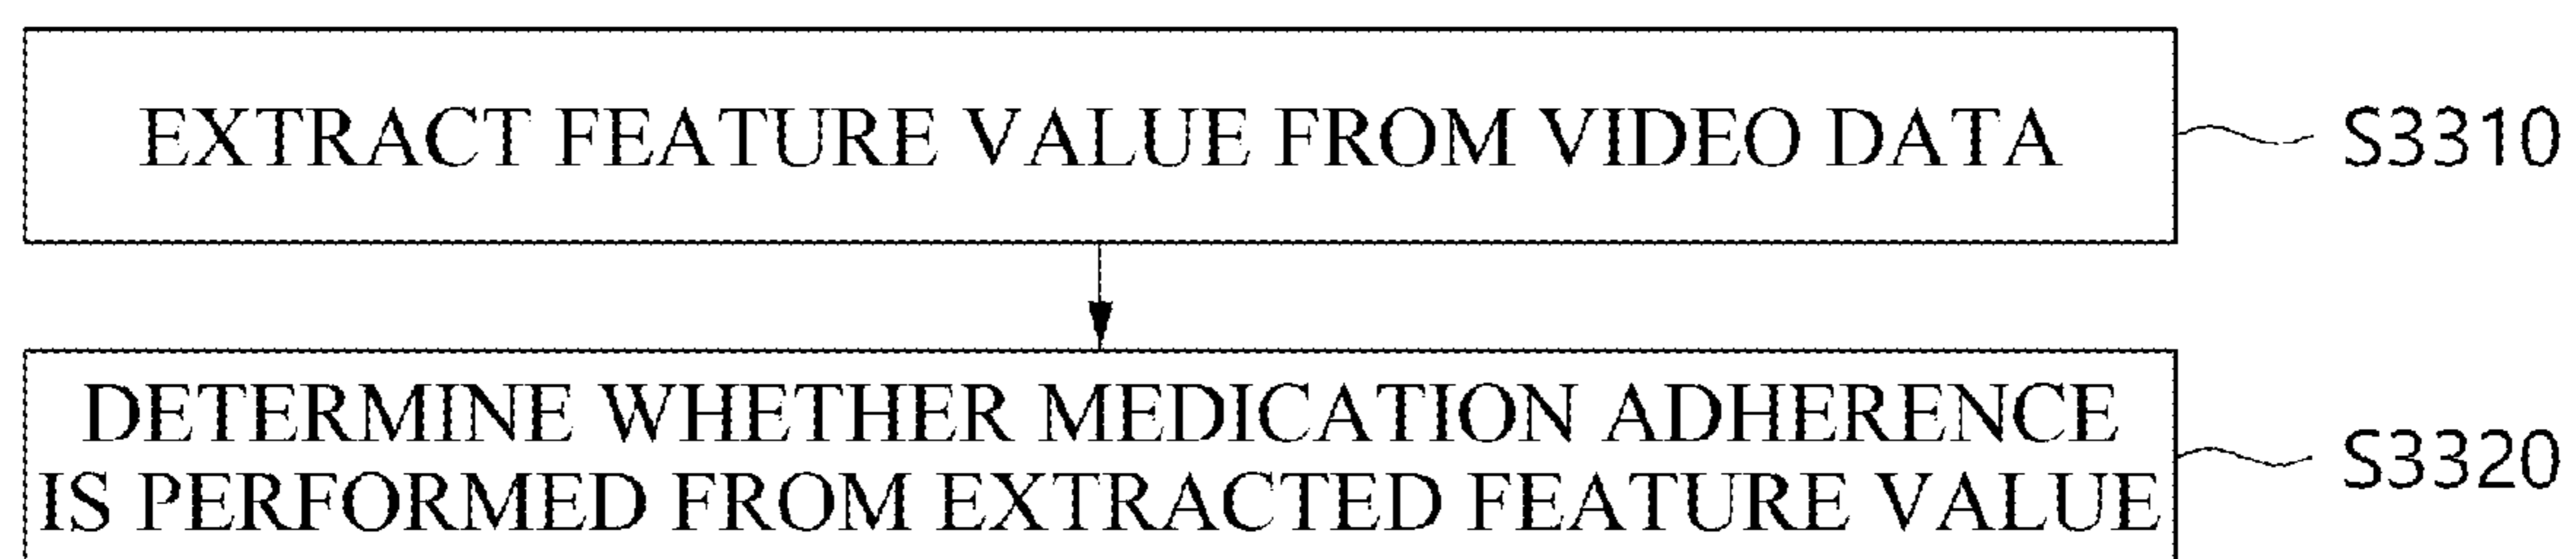 EXTRACT FEATURE VALUE FROM VIDEO DATA
S3310
DETERMINE WHETHER MEDICATION ADHERENCE
IS PERFORMED FROM EXTRACTED FEATURE VALUE
S3320